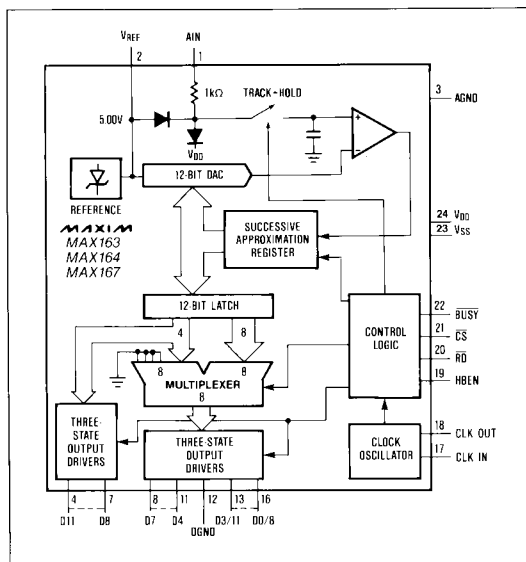 VREF
AIN
2
1
1kΩ
TRACK-HOLD
3
AGND
5.00V
VDD
+
−
12-BIT DAC
REFERENCE
MAXIM
MAX163
MAX164
MAX167
24 VDD
23 VSS
SUCCESSIVE
APPROXIMATION
REGISTER
12-BIT LATCH
22 BUSY
21 CS
20 RD
19 HBEN
CONTROL
LOGIC
4
8
8
8
MULTIPLEXER
8
THREE-
STATE
OUTPUT
DRIVERS
THREE-STATE
OUTPUT
DRIVERS
CLOCK
OSCILLATOR
18 CLK OUT
17 CLK IN
4 7 8 11 12 13 16
D11 D8 D7 D4 D3/11 D0/8
DGND